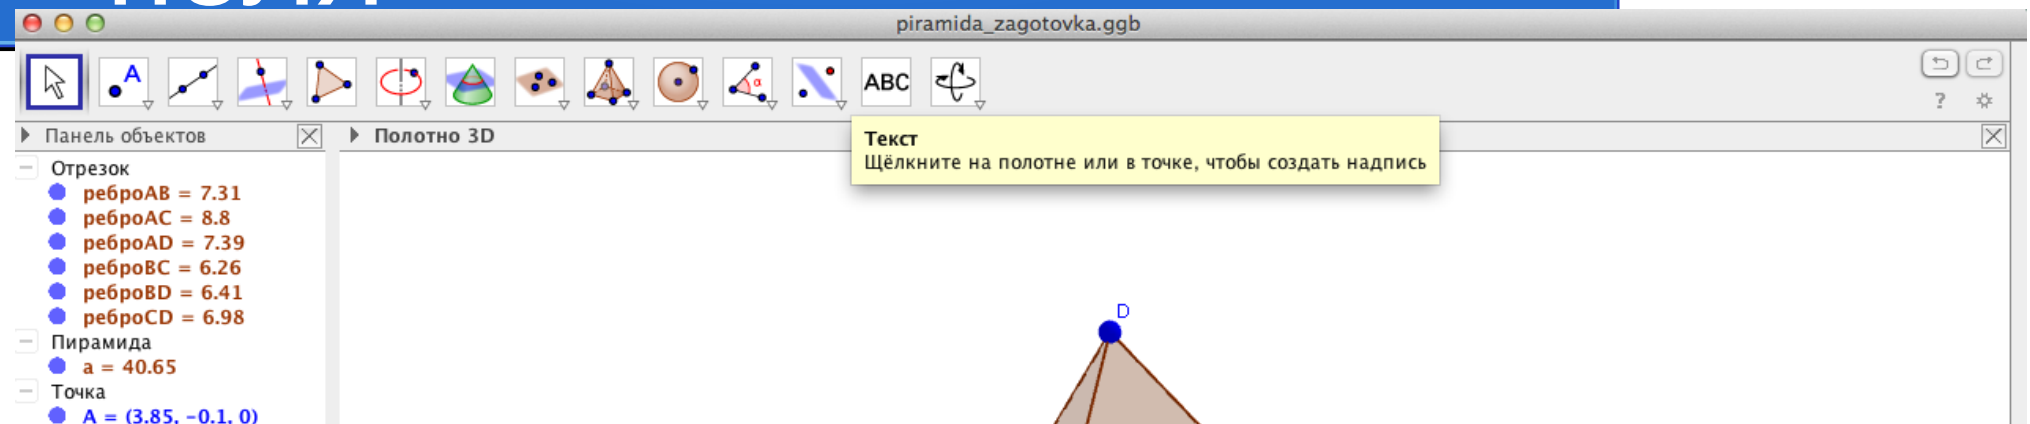 piramida_zagotovka.ggb
A
α
ABC
?
Панель объектов
Полотно 3D
Текст
Щёлкните на полотне или в точке, чтобы создать надпись
Отрезок
реброAB = 7.31
реброAC = 8.8
реброAD = 7.39
реброBC = 6.26
реброBD = 6.41
реброCD = 6.98
Пирамида
a = 40.65
Точка
A = (3.85, -0.1, 0)
D